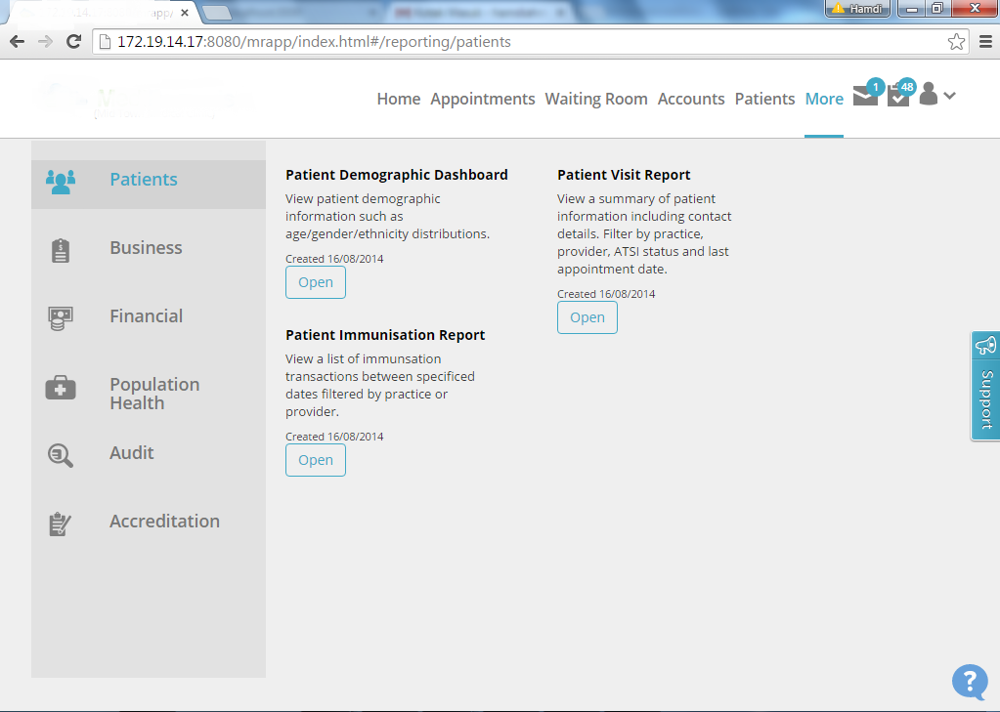 Hamdi
172.19.14.17:8080/mrapp/index.html#/reporting/patients
Home Appointments Waiting Room Accounts Patients More 1 48
Patients
Business
Financial
Population
Health
Audit
Accreditation
Patient Demographic Dashboard
View patient demographic
information such as
age/gender/ethnicity distributions.
Created 16/08/2014
Open
Patient Visit Report
View a summary of patient
information including contact
details. Filter by practice,
provider, ATSI status and last
appointment date.
Created 16/08/2014
Open
Patient Immunisation Report
View a list of immunsation
transactions between specificed
dates filtered by practice or
provider.
Created 16/08/2014
Open
Support
?